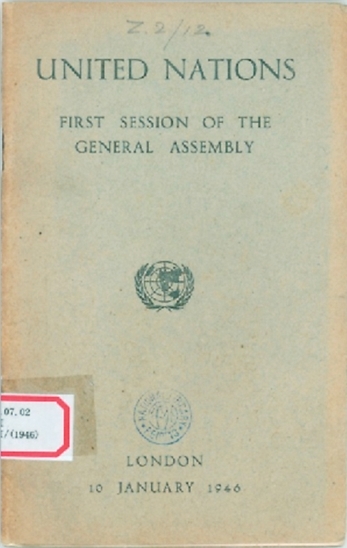 Z.2/12.
UNITED NATIONS
FIRST SESSION OF THE
GENERAL ASSEMBLY
.07.02
/(1946)
LONDON
10 JANUARY 1946